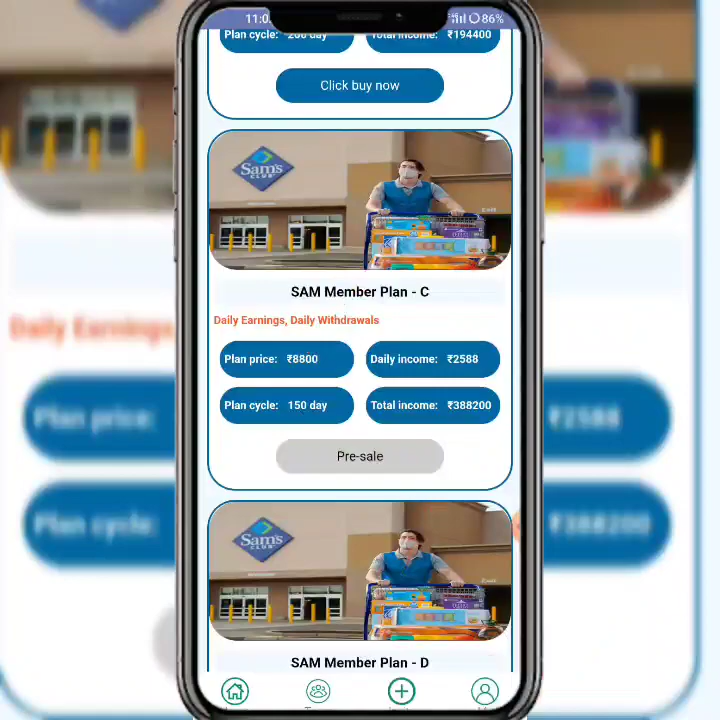 11:0
86%
Plan cycle: 200 day
Total income: ₹194400
Click buy now
Sam's
CLUB
SAM Member Plan - C
Daily Earnings, Daily Withdrawals
Plan price: ₹8800
Daily income: ₹2588
Plan cycle: 150 day
Total income: ₹388200
Pre-sale
Sam's
CLUB
SAM Member Plan - D
Daily Earnings,
Plan price:
₹2588
Plan cycle:
₹388200